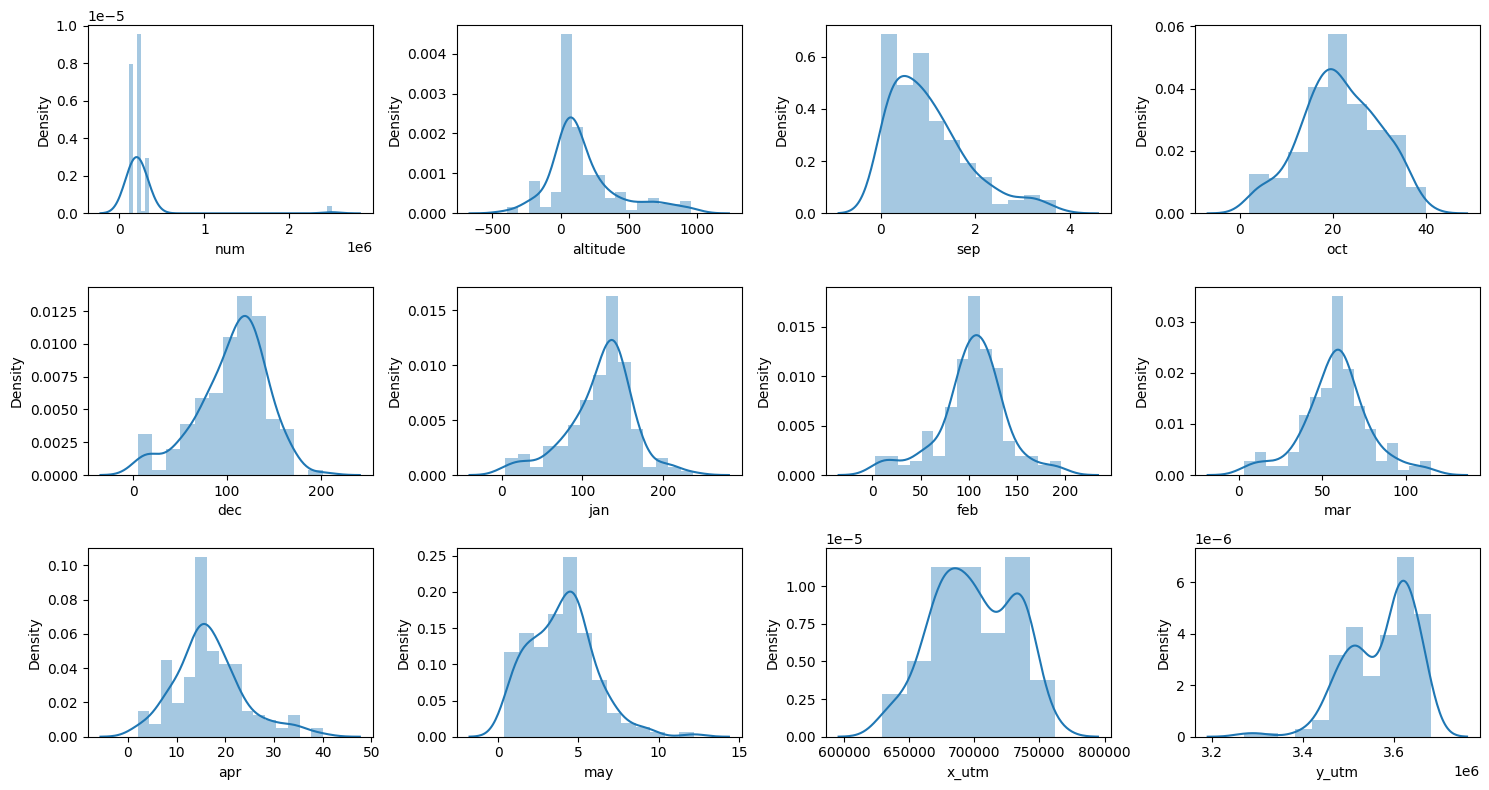 1e−5
Density
1.0
0.8
0.6
0.4
0.2
0.0
0 1 2
1e6
num
Density
0.004
0.003
0.002
0.001
0.000
−500 0 500 1000
altitude
Density
0.6
0.4
0.2
0.0
0 2 4
sep
Density
0.06
0.04
0.02
0.00
0 20 40
oct
Density
0.0125
0.0100
0.0075
0.0050
0.0025
0.0000
0 100 200
dec
Density
0.015
0.010
0.005
0.000
0 100 200
jan
Density
0.015
0.010
0.005
0.000
0 50 100 150 200
feb
Density
0.03
0.02
0.01
0.00
0 50 100
mar
Density
0.10
0.08
0.06
0.04
0.02
0.00
0 10 20 30 40 50
apr
Density
0.25
0.20
0.15
0.10
0.05
0.00
0 5 10 15
may
1e−5
Density
1.00
0.75
0.50
0.25
0.00
600000 650000 700000 750000 800000
x_utm
1e−6
Density
6
4
2
0
3.2 3.4 3.6
1e6
y_utm